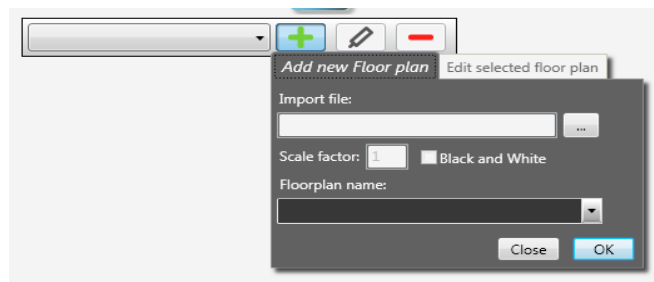 Add new Floor plan Edit selected floor plan
Import file:
...
Scale factor: 1 Black and White
Floorplan name:
Close OK